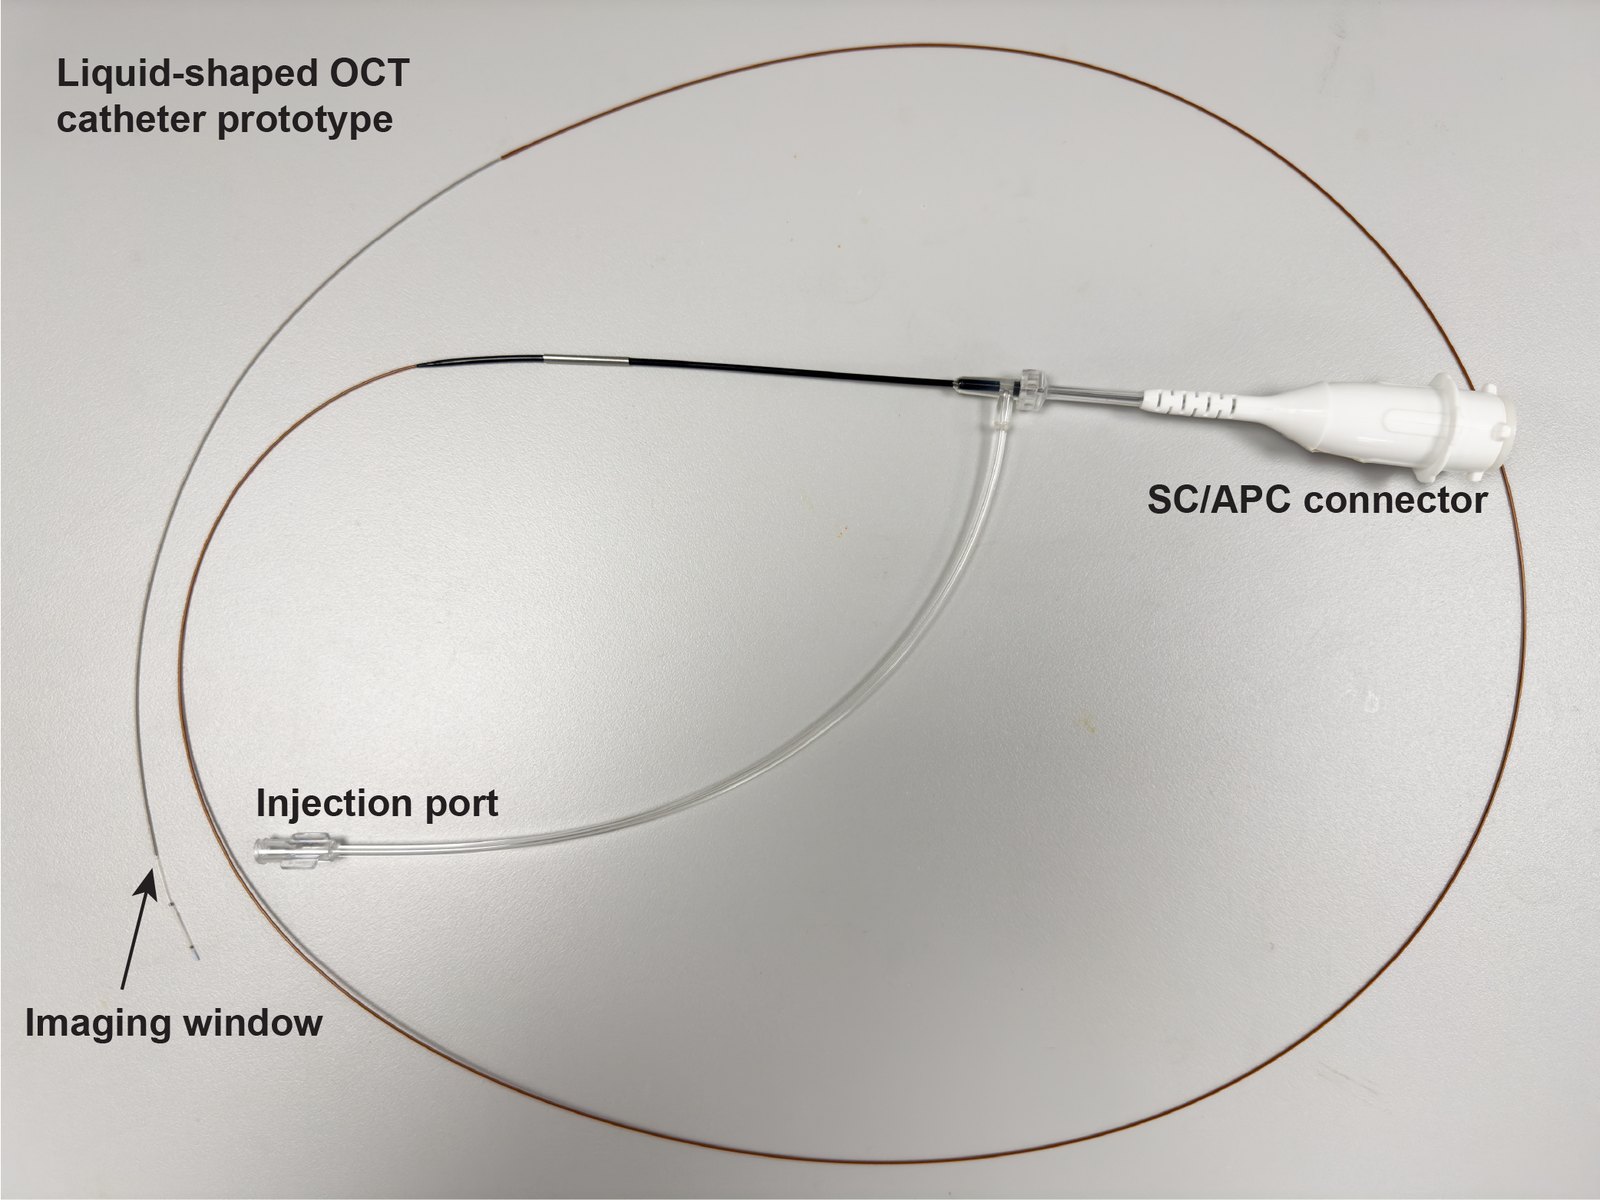 Liquid-shaped OCT
catheter prototype
SC/APC connector
Injection port
Imaging window